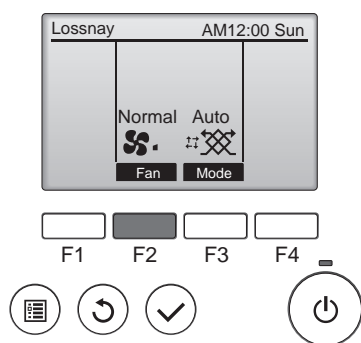 Lossnay AM12:00 Sun
Normal Auto
Fan Mode
F1 F2 F3 F4